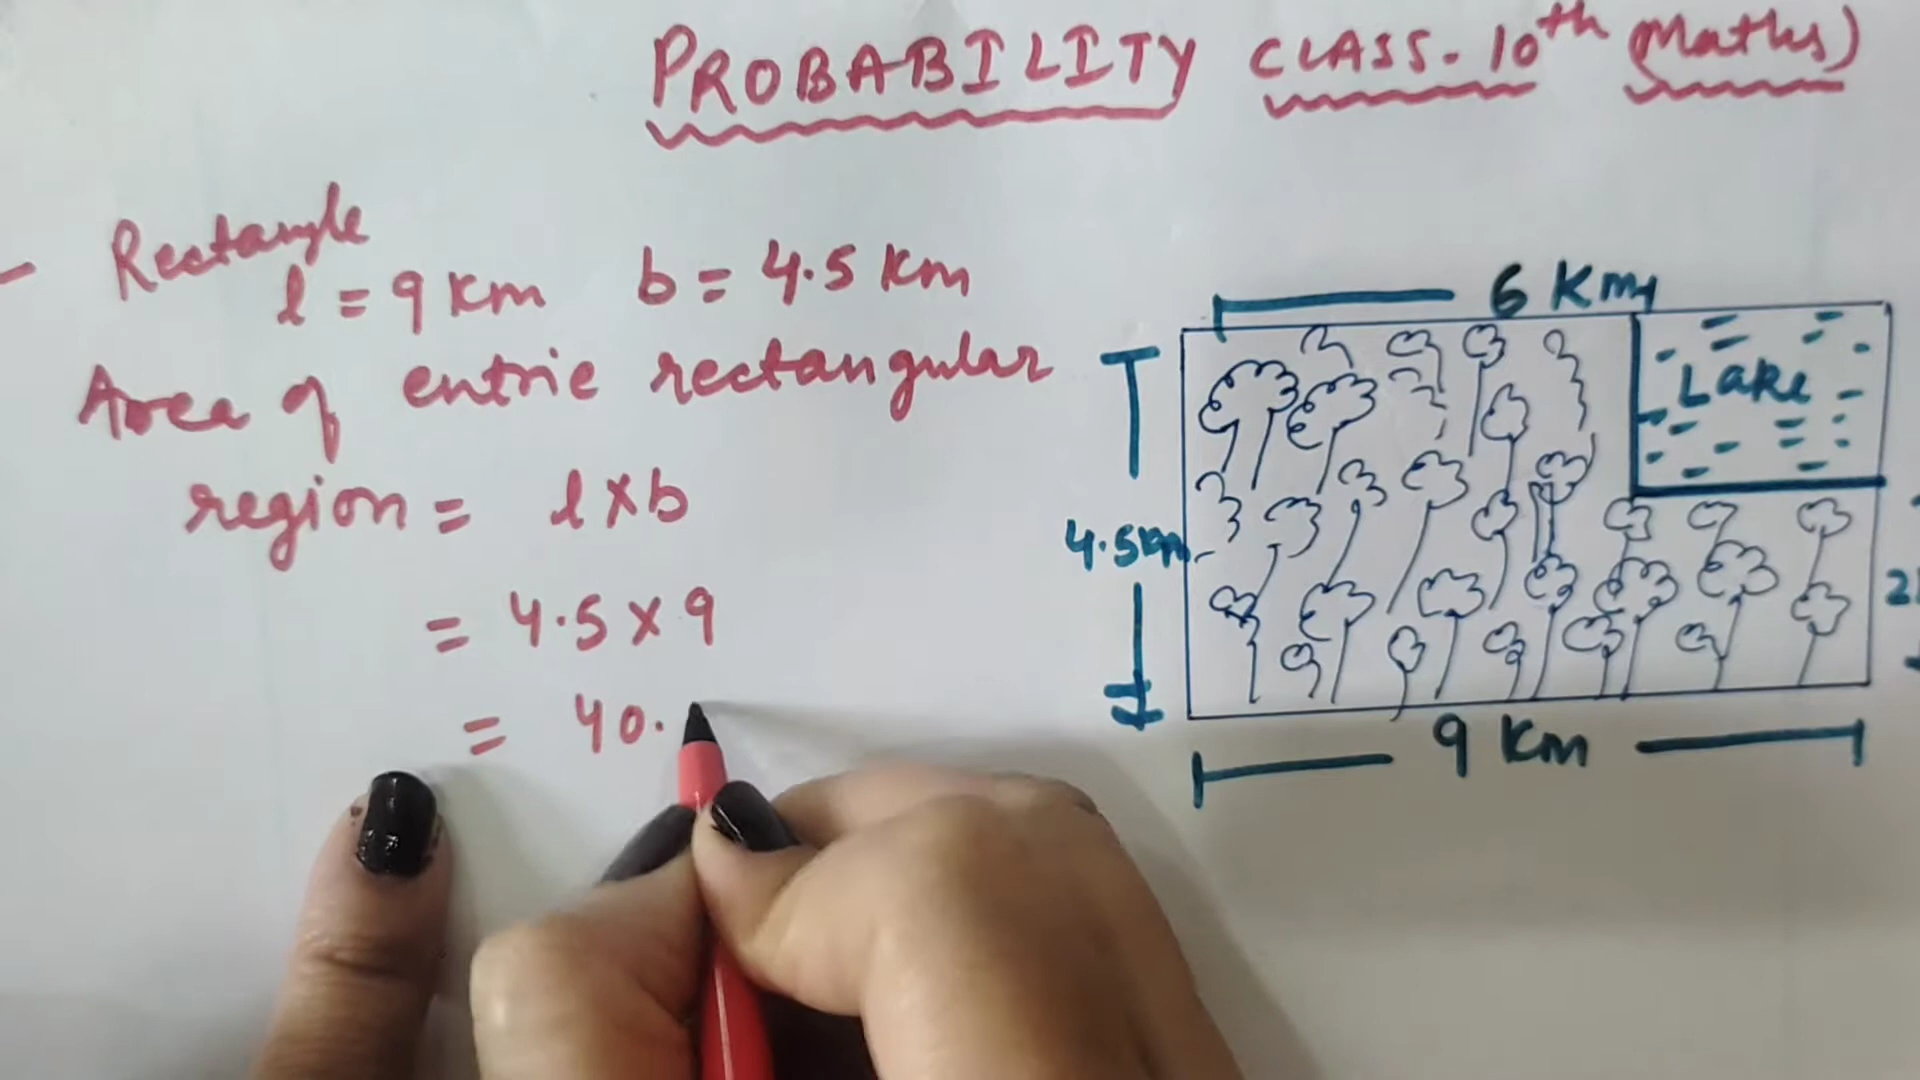 PROBABILITY CLASS. 10th Maths)
Rectangle
l = 9 Km b = 4.5 Km
Area of entrie rectangular
region = l x b
= 4.5 x 9
= 40.
6 Km
Lake
4.5km
9 Km